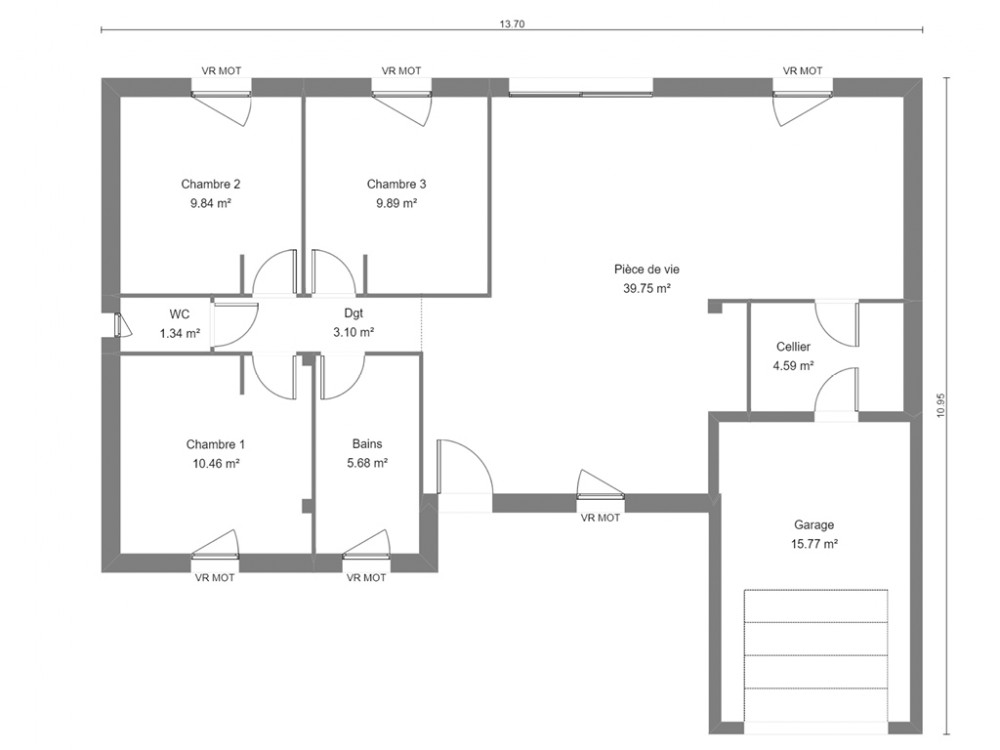 13.70
VR MOT
VR MOT
VR MOT
Chambre 2
9.84 m²
Chambre 3
9.89 m²
Pièce de vie
39.75 m²
WC
1.34 m²
Dgt
3.10 m²
Cellier
4.59 m²
10.95
Chambre 1
10.46 m²
Bains
5.68 m²
VR MOT
Garage
15.77 m²
VR MOT
VR MOT